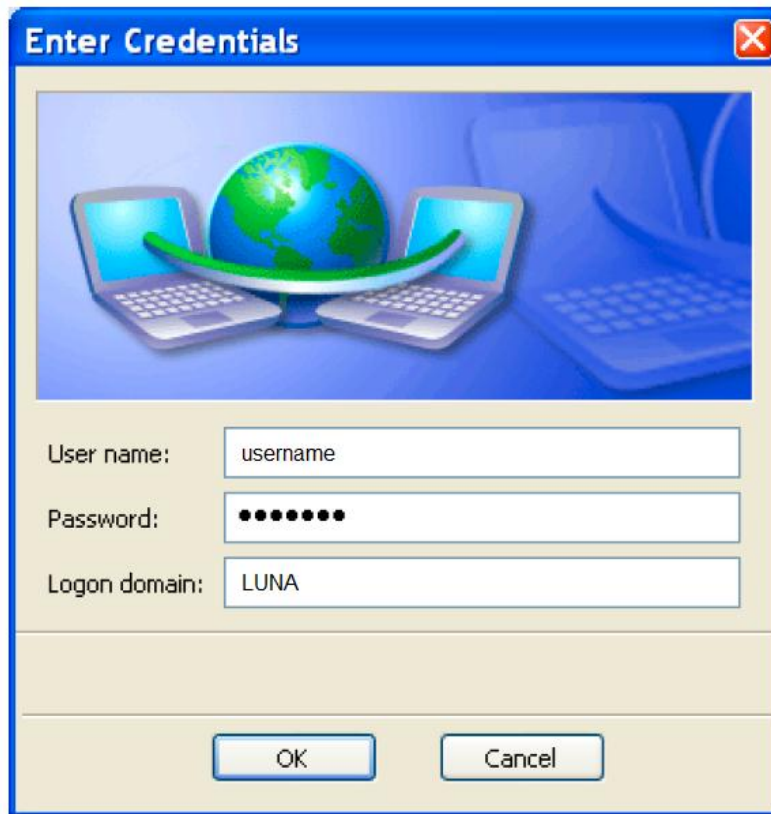 Enter Credentials
User name: username
Password: •••••••
Logon domain: LUNA
OK Cancel